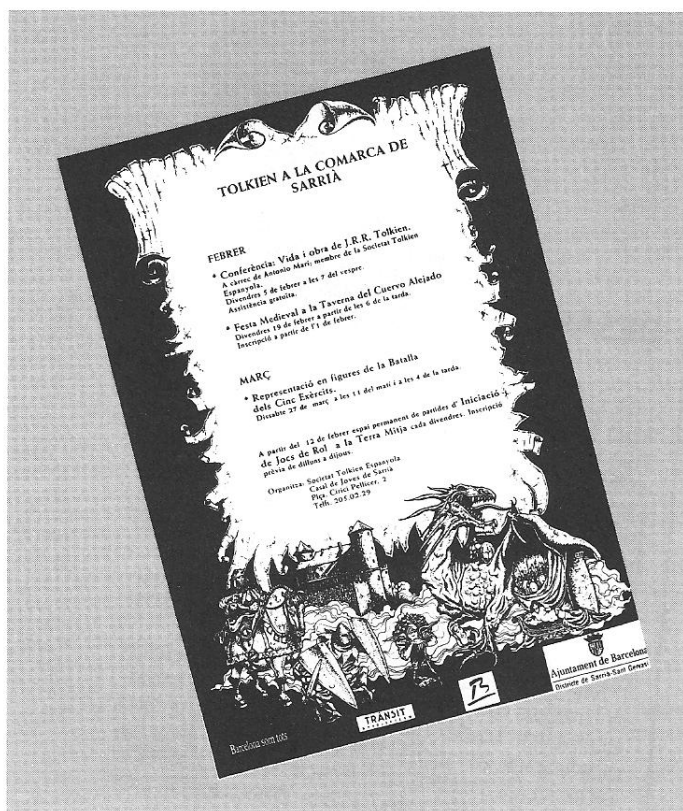 TOLKIEN A LA COMARCA DE
SARRIÀ
FEBRER
* Conferència: Vida i obra de J.R.R. Tolkien.
A càrrec de Antonio Marí; membre de la Societat Tolkien
Espanyola.
Divendres 5 de febrer a les 7 del vespre.
Assistència gratuïta.
* Festa Medieval a la Taverna del Cuervo Alejado
Divendres 19 de febrer a partir de les 6 de la tarda.
Inscripció a partir de l'1 de febrer.
MARÇ
* Representació en figures de la Batalla
dels Cinc Exèrcits.
Dissabte 27 de març a les 11 del matí i a les 4 de la tarda.
A partir del 12 de febrer espai permanent de partides d' Iniciació
de Jocs de Rol a la Terra Mitja cada divendres. Inscripció
prèvia de dilluns a dijous.
Organitza: Societat Tolkien Espanyola
Casal de Joves de Sarrià
Plça. Cirici Pellicer, 2
Telf. 205.02.29
Barcelona som tots
TRÀNSIT
B
Ajuntament de Barcelona
Districte de Sarrià-Sant Gervasi